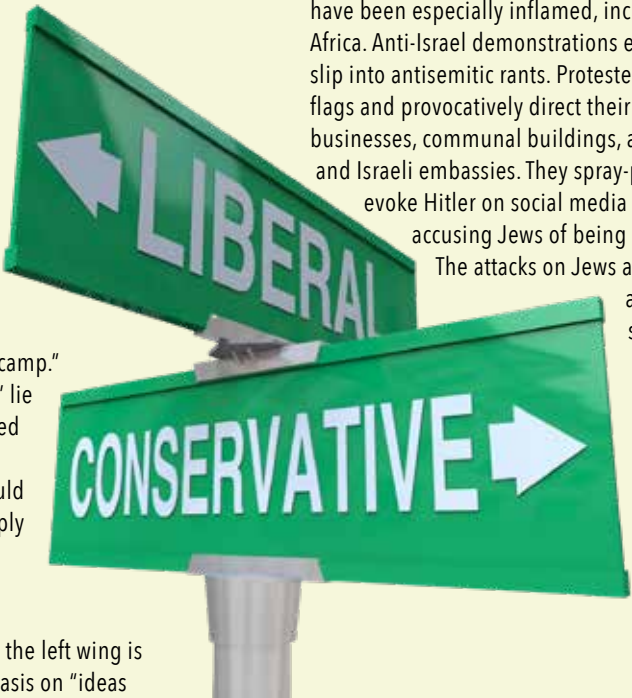 have been especially inflamed, inc
Africa. Anti-Israel demonstrations e
slip into antisemitic rants. Proteste
flags and provocatively direct their
businesses, communal buildings, a
and Israeli embassies. They spray-p
evoke Hitler on social media
accusing Jews of being
The attacks on Jews a
a
s
LIBERAL
CONSERVATIVE
camp."
" lie
ed
uld
ply
the left wing is
asis on "ideas